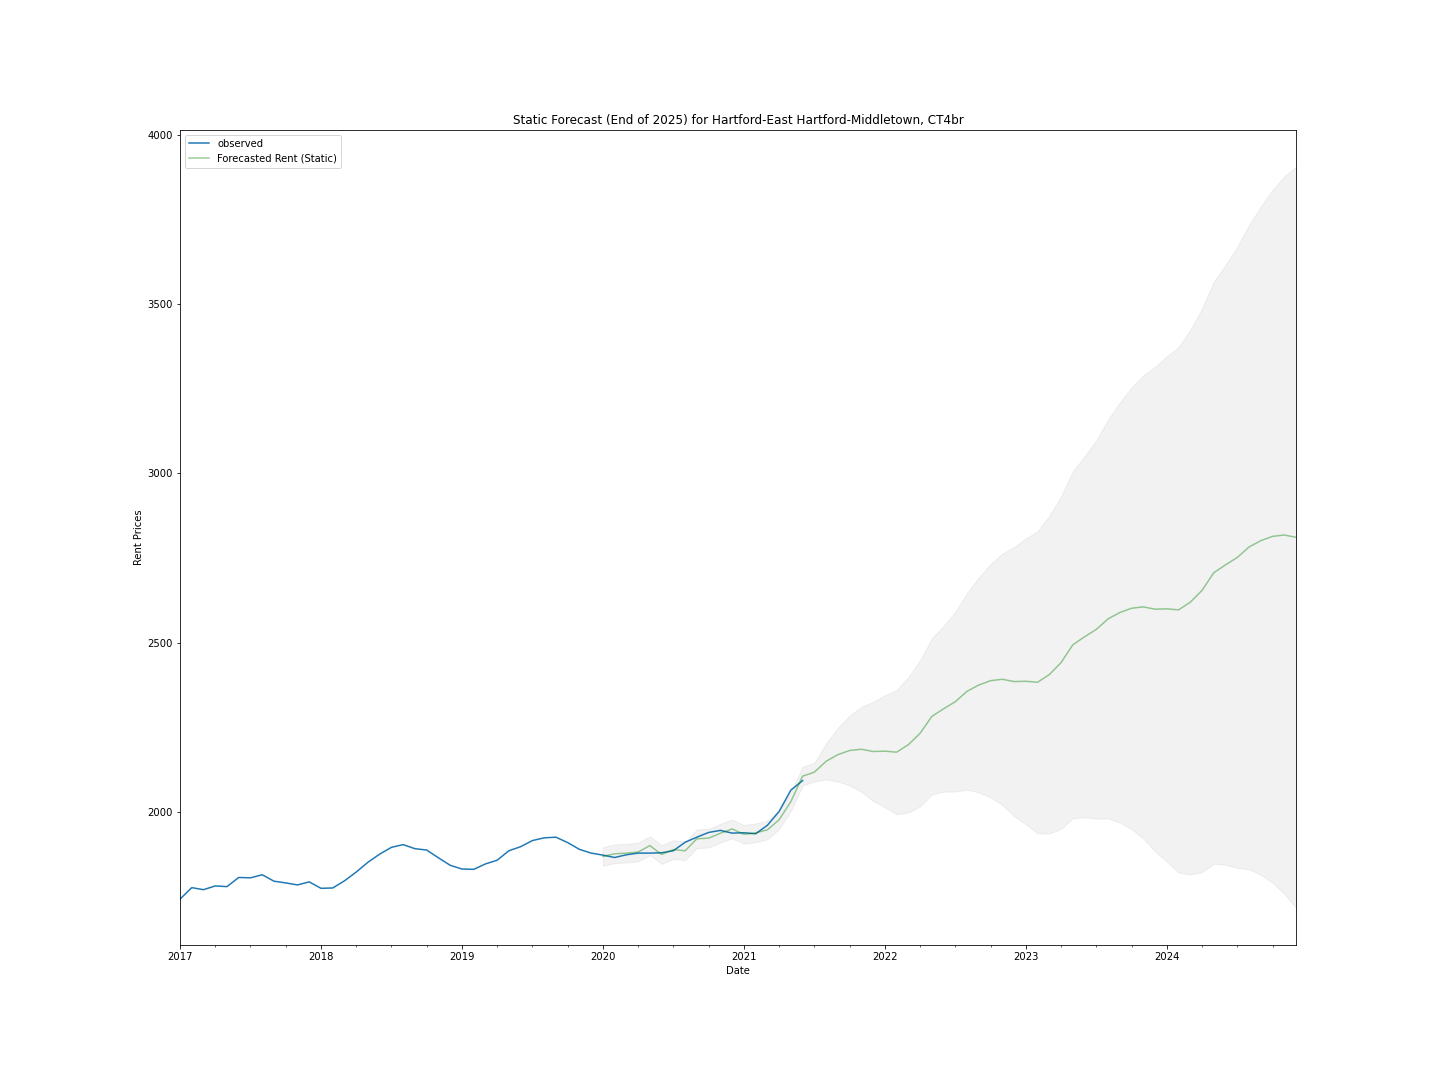 Static Forecast (End of 2025) for Hartford-East Hartford-Middletown, CT4br
observed
Forecasted Rent (Static)
4000
3500
3000
2500
2000
Rent Prices
2017 2018 2019 2020 2021 2022 2023 2024
Date